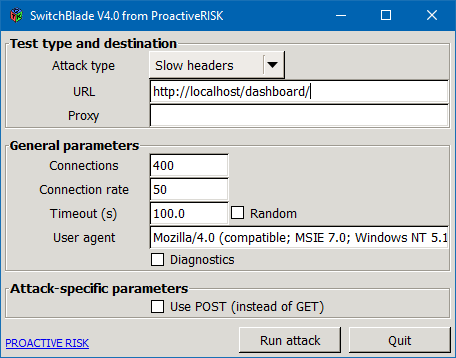 SwitchBlade V4.0 from ProactiveRISK
Test type and destination
Attack type Slow headers
URL http://localhost/dashboard/
Proxy
General parameters
Connections 400
Connection rate 50
Timeout (s) 100.0 Random
User agent Mozilla/4.0 (compatible; MSIE 7.0; Windows NT 5.1
Diagnostics
Attack-specific parameters
Use POST (instead of GET)
PROACTIVE RISK Run attack Quit